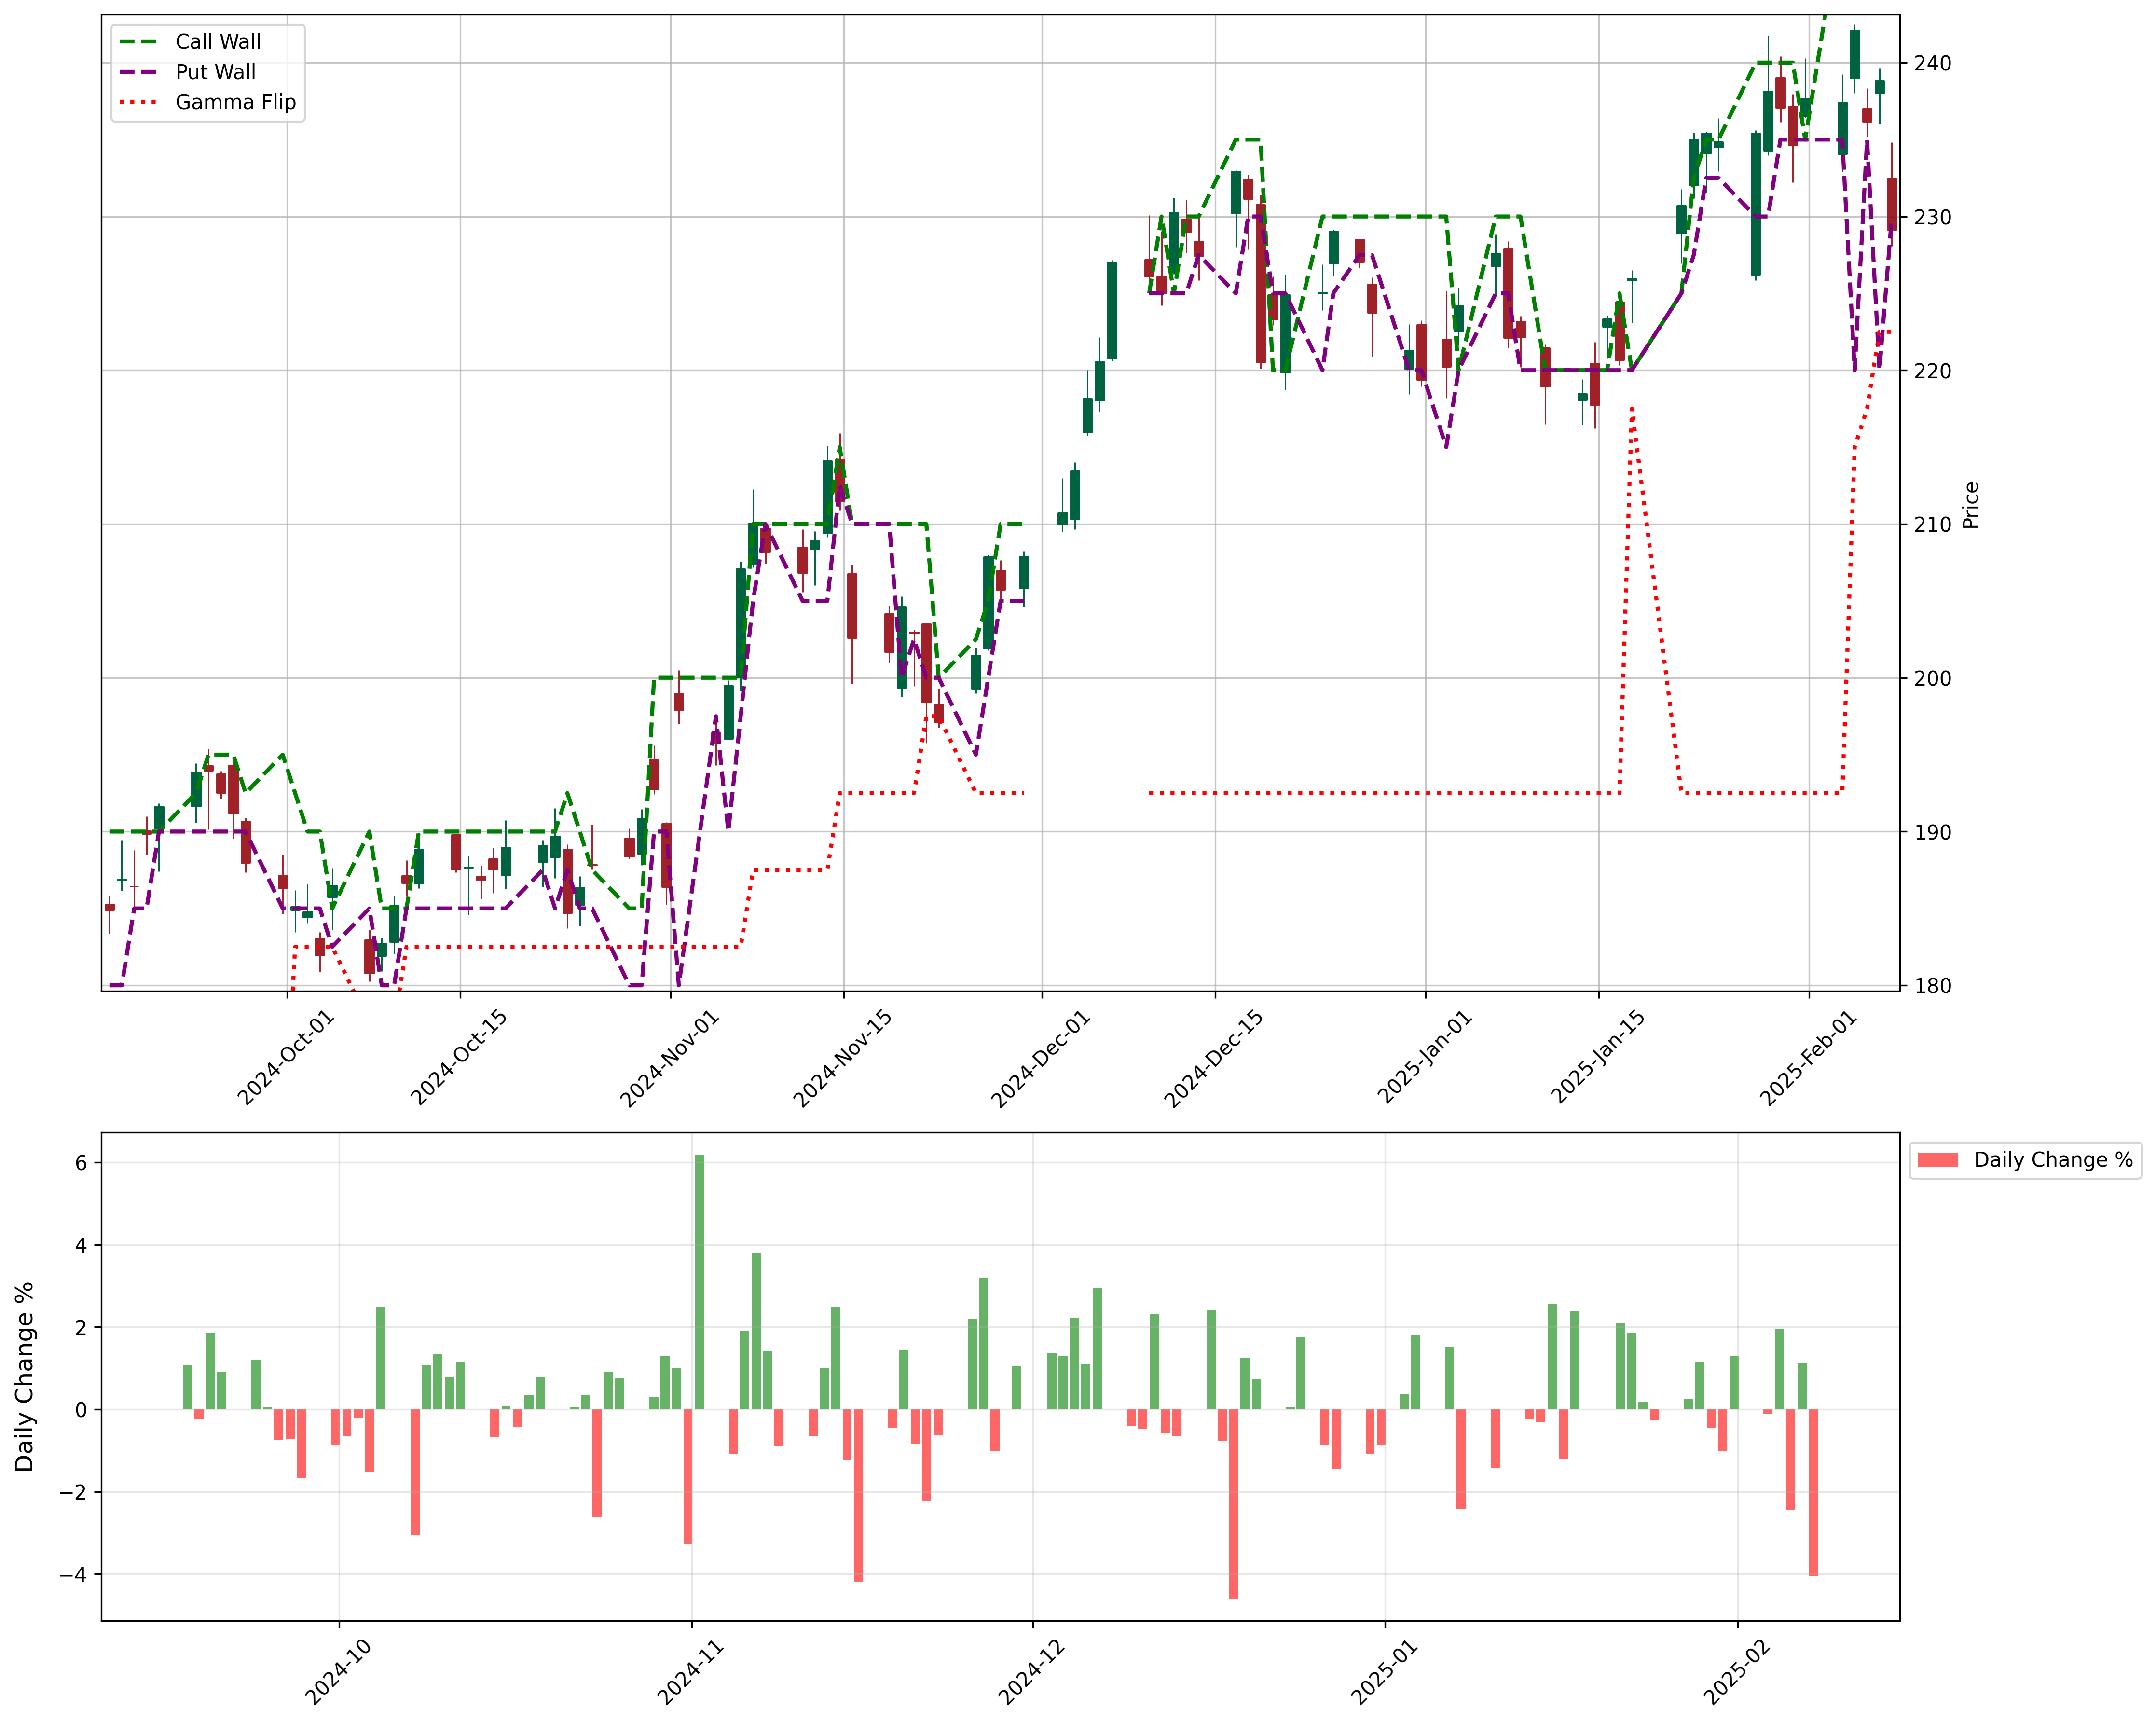 Call Wall
Put Wall
Gamma Flip
240
230
220
210
200
190
180
Price
2024-Oct-01
2024-Oct-15
2024-Nov-01
2024-Nov-15
2024-Dec-01
2024-Dec-15
2025-Jan-01
2025-Jan-15
2025-Feb-01
Daily Change %
6
4
2
0
−2
−4
Daily Change %
2024-10
2024-11
2024-12
2025-01
2025-02